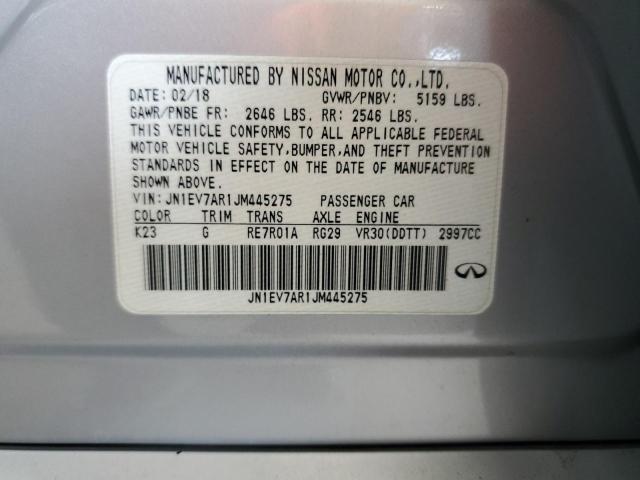 MANUFACTURED BY NISSAN MOTOR CO.,LTD.
DATE: 02/18 GVWR/PNBV: 5159 LBS.
GAWR/PNBE FR: 2646 LBS. RR: 2546 LBS.
THIS VEHICLE CONFORMS TO ALL APPLICABLE FEDERAL
MOTOR VEHICLE SAFETY,BUMPER,AND THEFT PREVENTION
STANDARDS IN EFFECT ON THE DATE OF MANUFACTURE
SHOWN ABOVE.
VIN: JN1EV7AR1JM445275 PASSENGER CAR
COLOR TRIM TRANS AXLE ENGINE
K23 G RE7R01A RG29 VR30(DDTT) 2997CC
JN1EV7AR1JM445275